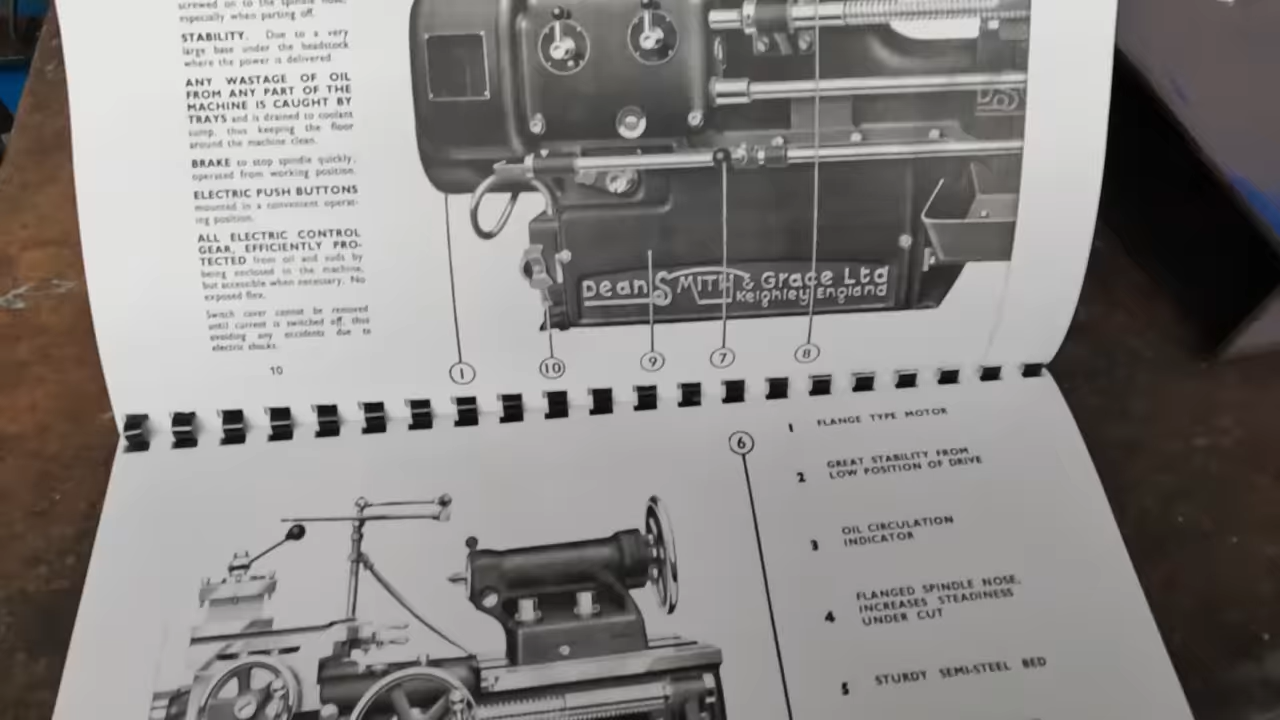 screwed on to the spindle nose,
especially when parting off.
STABILITY. Due to a very
large base under the headstock
where the power is delivered
ANY WASTAGE OF OIL
FROM ANY PART OF THE
MACHINE IS CAUGHT BY
TRAYS and is drained to coolant
sump, thus keeping the floor
around the machine clean.
BRAKE to stop spindle quickly,
operated from working position.
ELECTRIC PUSH BUTTONS
mounted in a convenient operat-
ing position.
ALL ELECTRIC CONTROL
GEAR, EFFICIENTLY PRO-
TECTED from oil and suds by
being enclosed in the machine,
but accessible when necessary. No
exposed flex.
Switch cover cannot be removed
until current is switched off, thus
avoiding any accidents due to
electric shocks.
10
DS
Dean Smith & Grace Ltd
Keighley England
1
10
9
7
8
6
1 FLANGE TYPE MOTOR
2 GREAT STABILITY FROM
LOW POSITION OF DRIVE
3 OIL CIRCULATION
INDICATOR
4 FLANGED SPINDLE NOSE,
INCREASES STEADINESS
UNDER CUT
5 STURDY SEMI-STEEL BED